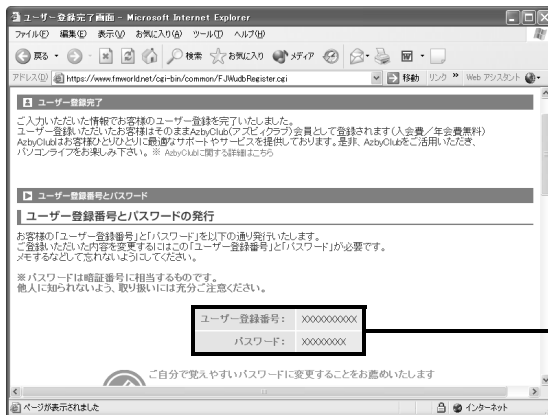 ユーザー登録完了画面 - Microsoft Internet Explorer
ファイル(F) 編集(E) 表示(V) お気に入り(A) ツール(T) ヘルプ(H)
戻る 検索 お気に入り メディア
アドレス(D) https://www.fmworld.net/cgi-bin/common/FJWudbRegister.cgi 移動 リンク » Web アシスタント
ユーザー登録完了
ご入力いただいた情報でお客様のユーザー登録を完了いたしました。
ユーザー登録いただいたお客様はそのままAzbyClub(アズビィクラブ)会員として登録されます(入会費/年会費無料)
AzbyClubはお客様ひとりひとりに最適なサポートやサービスを提供しております。是非、AzbyClubをご活用いただき、
パソコンライフをお楽しみ下さい。 ※ AzbyClubに関する詳細はこちら
ユーザー登録番号とパスワード
ユーザー登録番号とパスワードの発行
お客様の「ユーザー登録番号」と「パスワード」を以下の通り発行いたします。
ご登録いただいた内容を変更するにはこの「ユーザー登録番号」と「パスワード」が必要です。
メモするなどして忘れないようにしてください。
※パスワードは暗証番号に相当するものです。
他人に知られないよう、取り扱いには充分ご注意ください。
ユーザー登録番号: XXXXXXXXXX
パスワード: XXXXXXXX
ご自分で覚えやすいパスワードに変更することをお薦めいたします
ページが表示されました インターネット